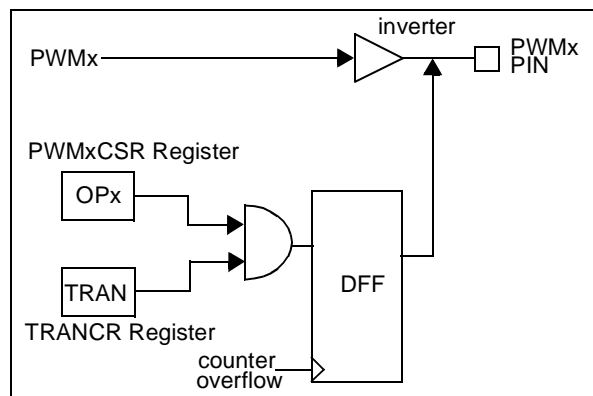 inverter
PWMx
PWMx
PIN
PWMxCSR Register
OPx
TRAN
TRANCR Register
DFF
counter
overflow